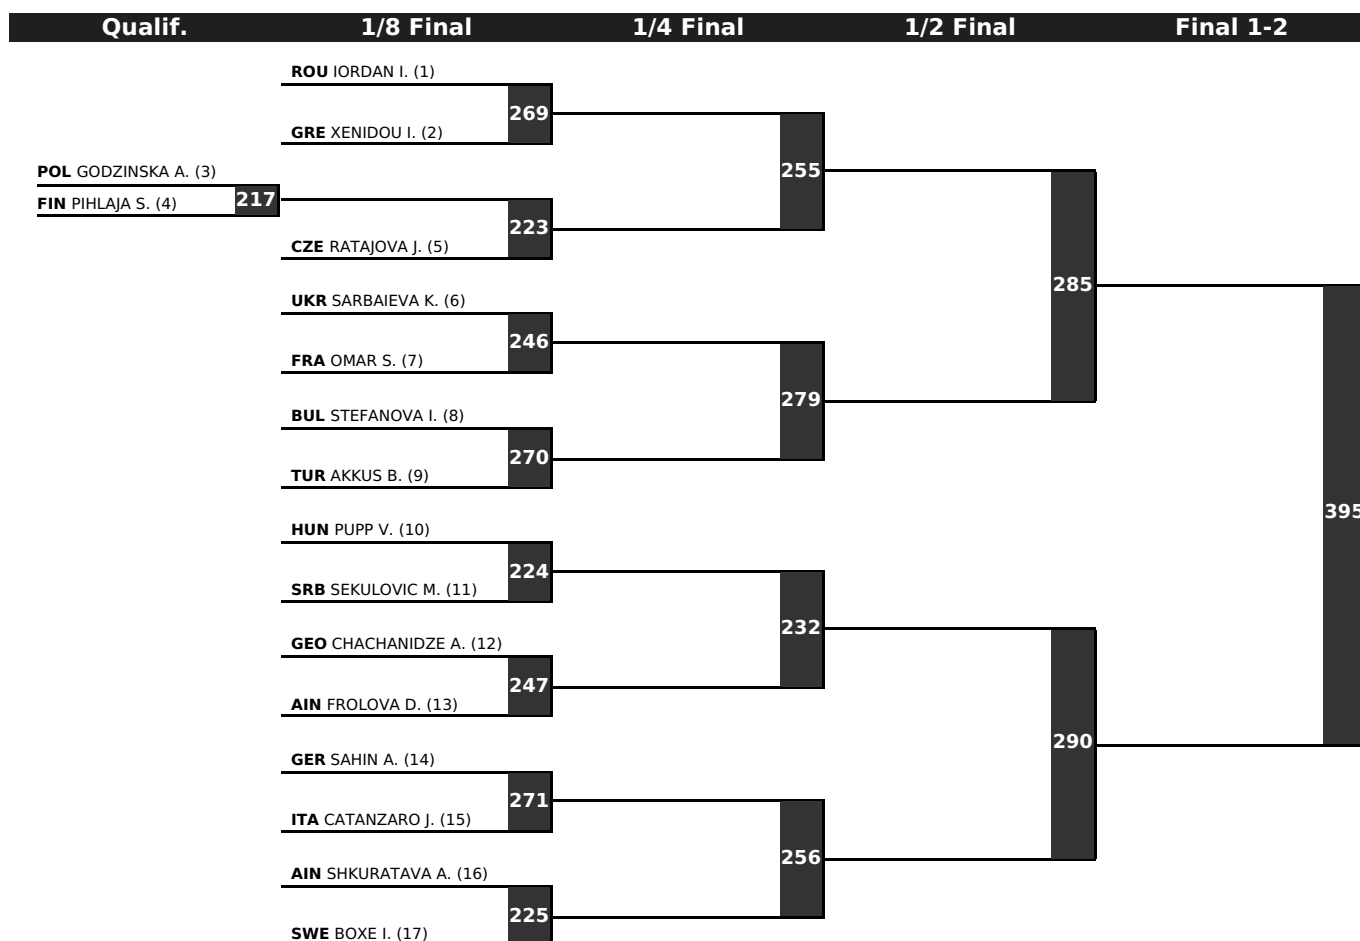 Qualif. 1/8 Final 1/4 Final 1/2 Final Final 1-2
ROU IORDAN I. (1)
269
GRE XENIDOU I. (2)
POL GODZINSKA A. (3)
255
217
FIN PIHLAJA S. (4)
223
CZE RATAJOVA J. (5)
285
UKR SARBAIEVA K. (6)
246
FRA OMAR S. (7)
279
BUL STEFANOVA I. (8)
270
TUR AKKUS B. (9)
395
HUN PUPP V. (10)
224
SRB SEKULOVIC M. (11)
232
GEO CHACHANIDZE A. (12)
247
AIN FROLOVA D. (13)
290
GER SAHIN A. (14)
271
ITA CATANZARO J. (15)
256
AIN SHKURATAVA A. (16)
225
SWE BOXE I. (17)